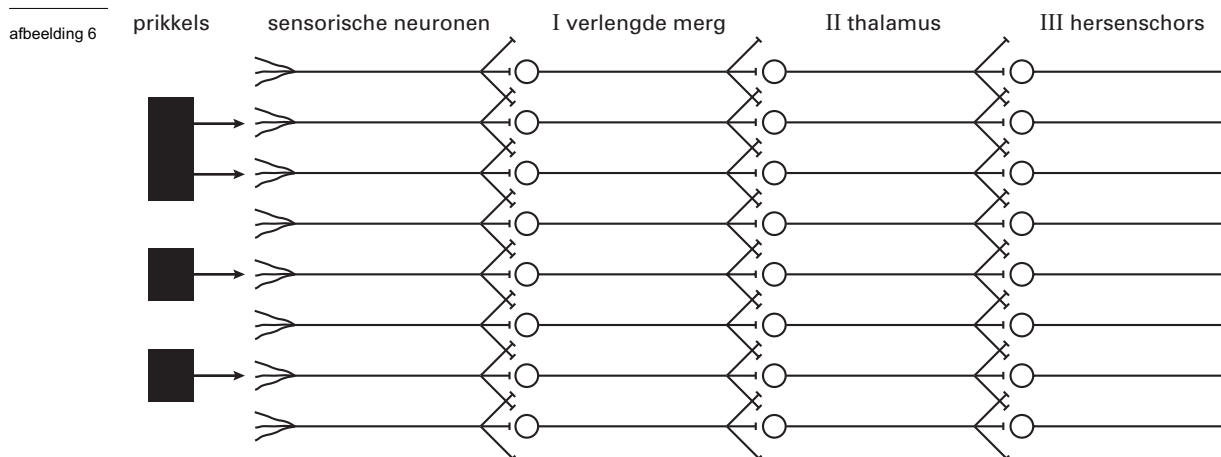 afbeelding 6
prikkels
sensorische neuronen
I verlengde merg
II thalamus
III hersenschors